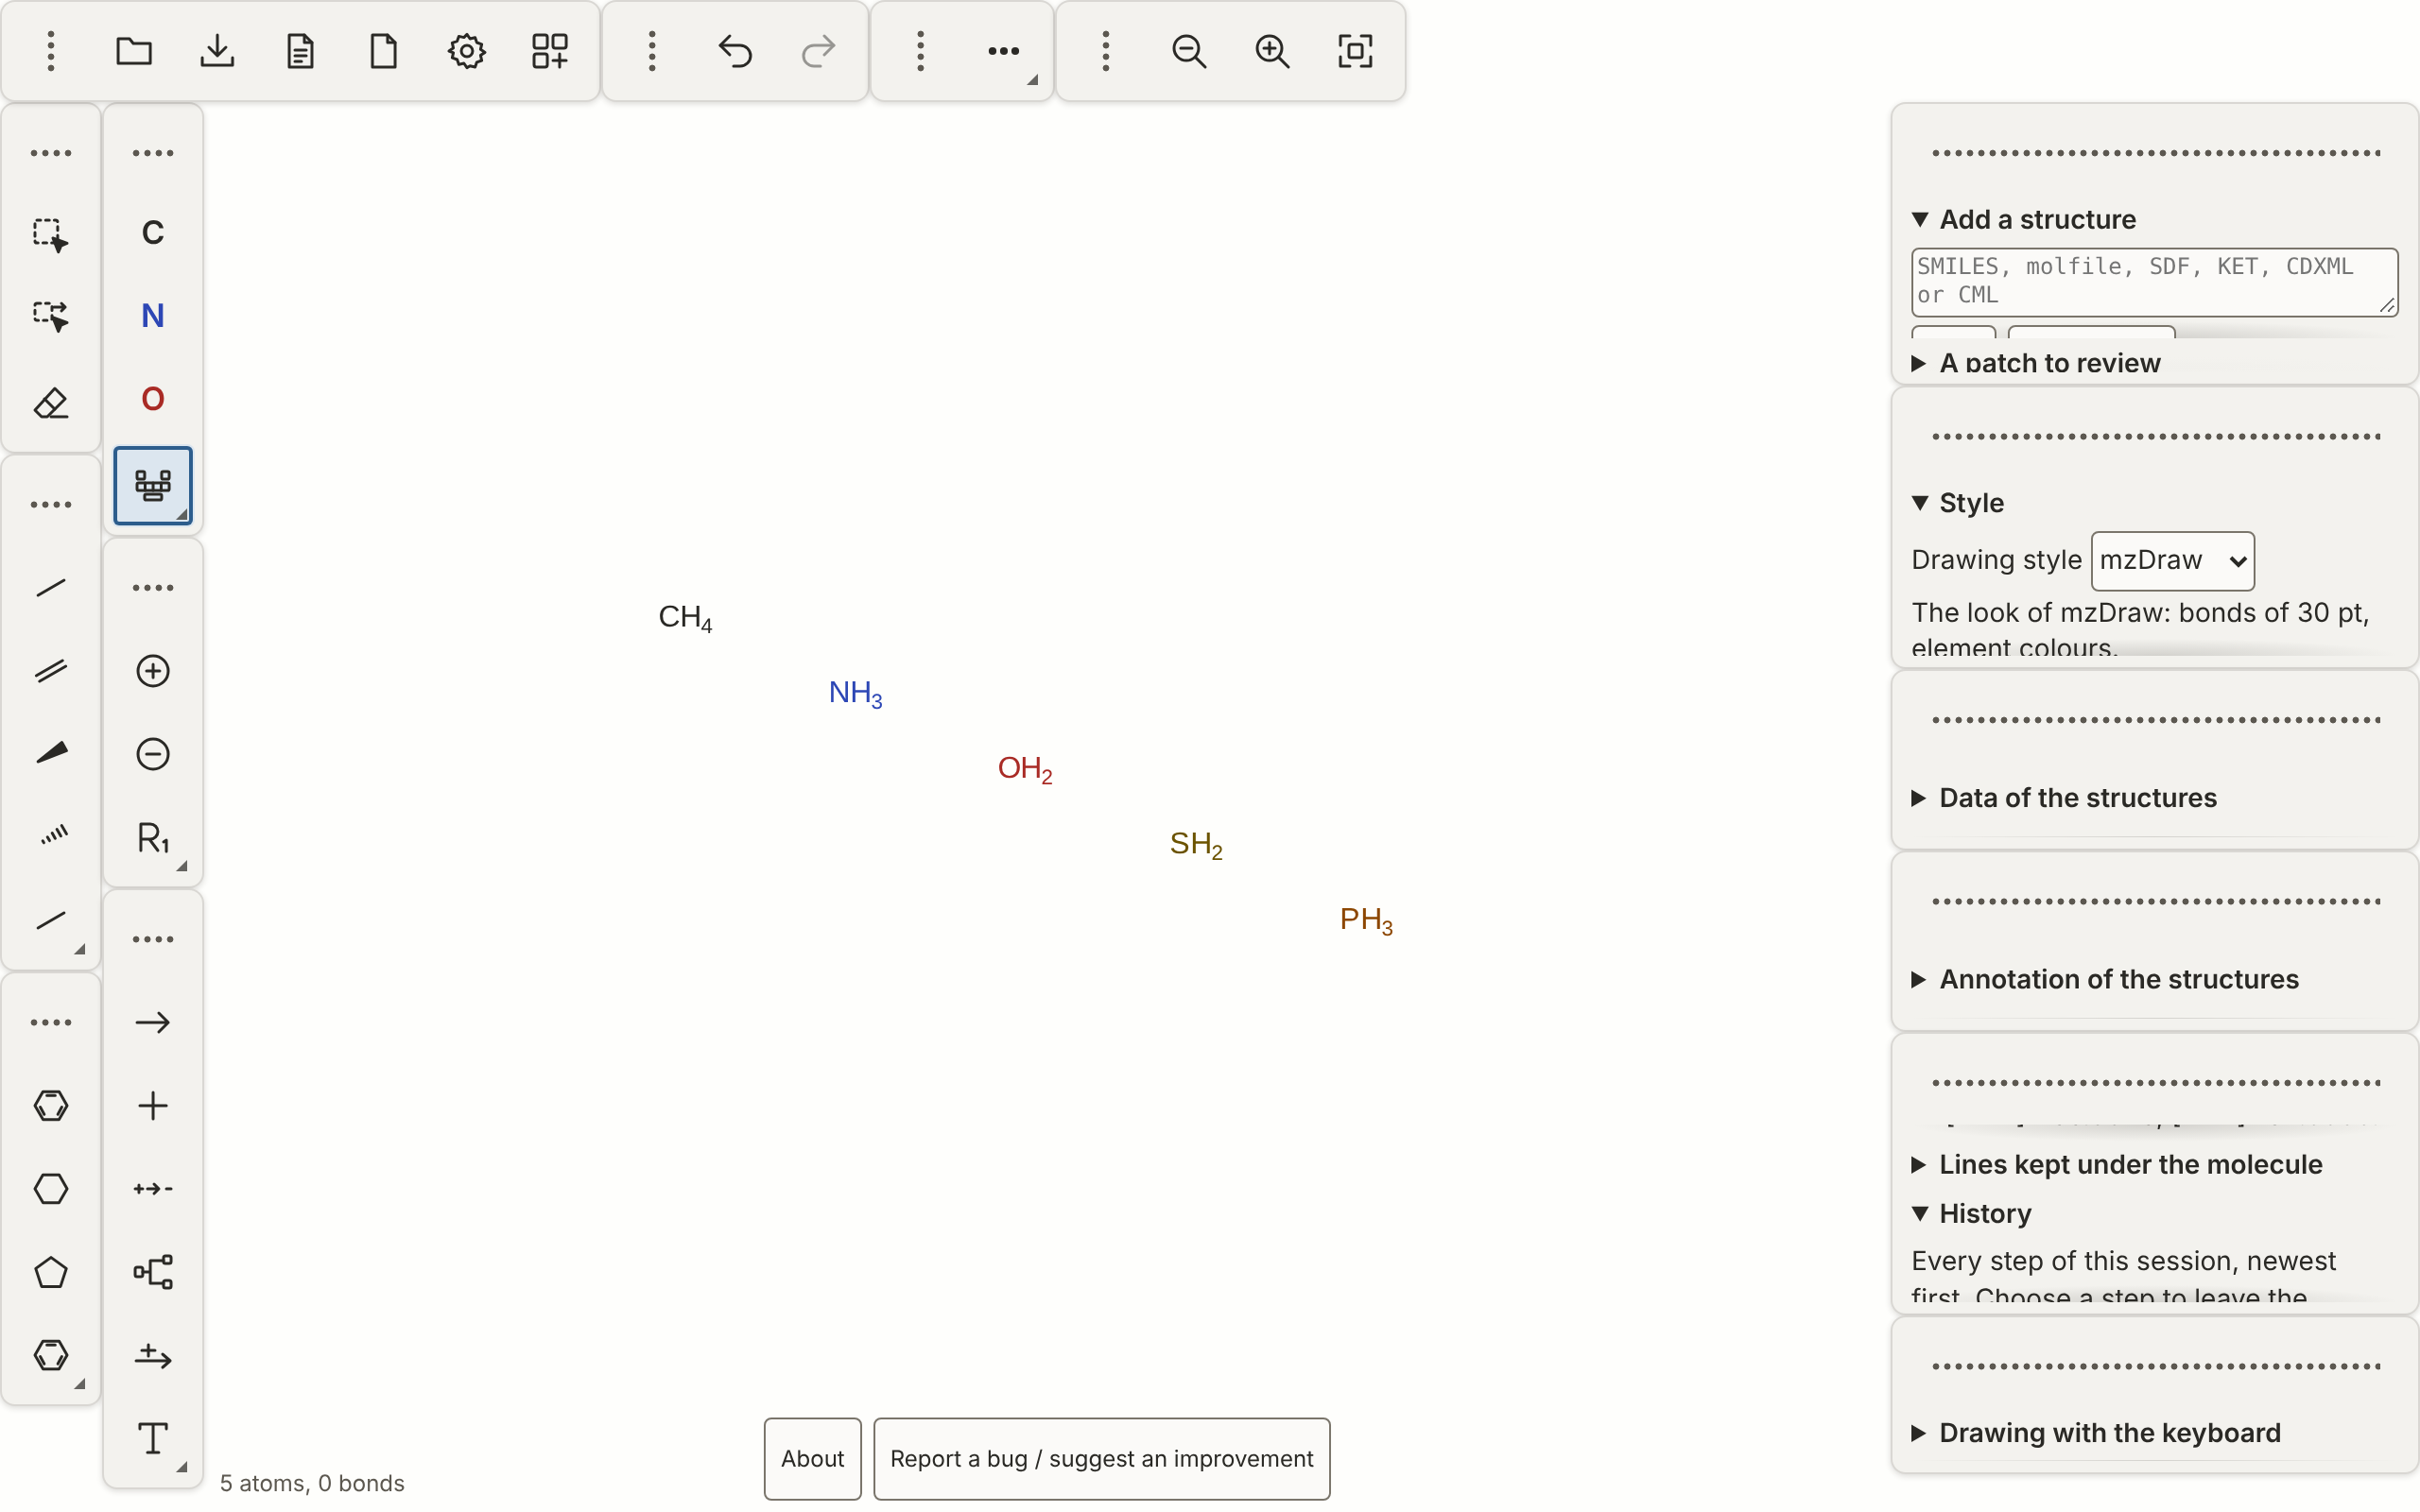 C
N
O
R1
T
CH4
NH3
OH2
SH2
PH3
5 atoms, 0 bonds
About
Report a bug / suggest an improvement
Add a structure
SMILES, molfile, SDF, KET, CDXML
or CML
A patch to review
Style
Drawing style mzDraw
The look of mzDraw: bonds of 30 pt,
element colours.
Data of the structures
Annotation of the structures
Lines kept under the molecule
History
Every step of this session, newest
first. Choose a step to leave the
Drawing with the keyboard